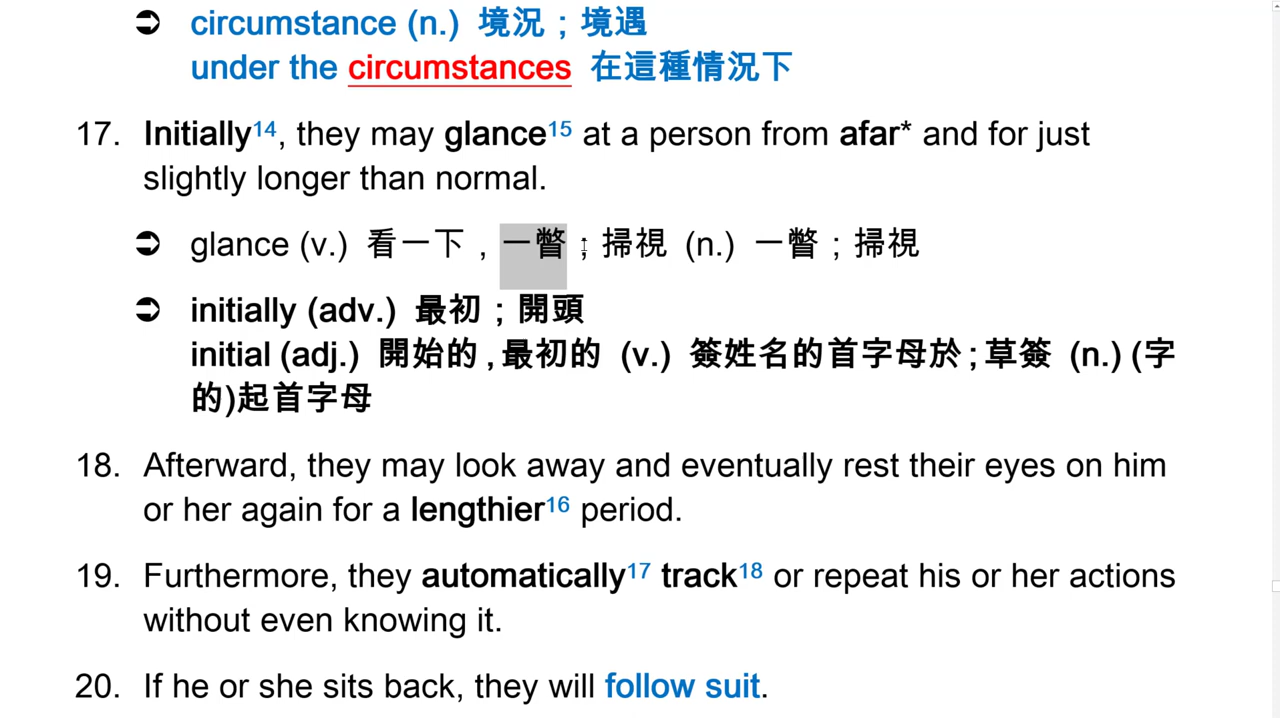 ➲ circumstance (n.) 境況；境遇
under the circumstances 在這種情況下
17. Initially14, they may glance15 at a person from afar* and for just
slightly longer than normal.
➲ glance (v.) 看一下，一瞥；掃視 (n.) 一瞥；掃視
➲ initially (adv.) 最初；開頭
initial (adj.) 開始的，最初的 (v.) 簽姓名的首字母於；草簽 (n.) (字
的)起首字母
18. Afterward, they may look away and eventually rest their eyes on him
or her again for a lengthier16 period.
19. Furthermore, they automatically17 track18 or repeat his or her actions
without even knowing it.
20. If he or she sits back, they will follow suit.